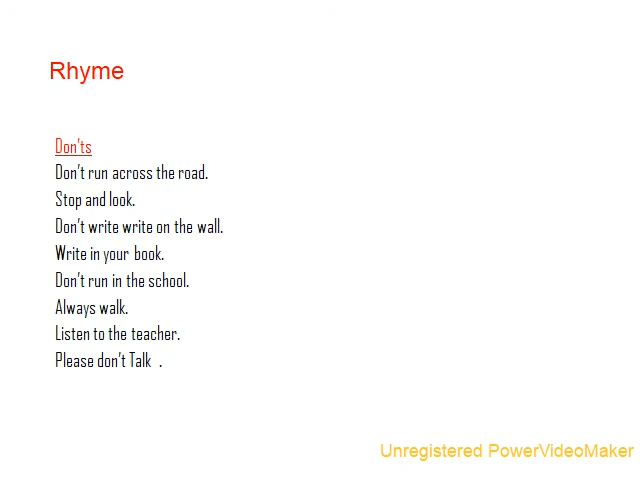 Rhyme
Don'ts
Don't run across the road.
Stop and look.
Don't write write on the wall.
Write in your book.
Don't run in the school.
Always walk.
Listen to the teacher.
Please don't Talk  .
Unregistered PowerVideoMaker